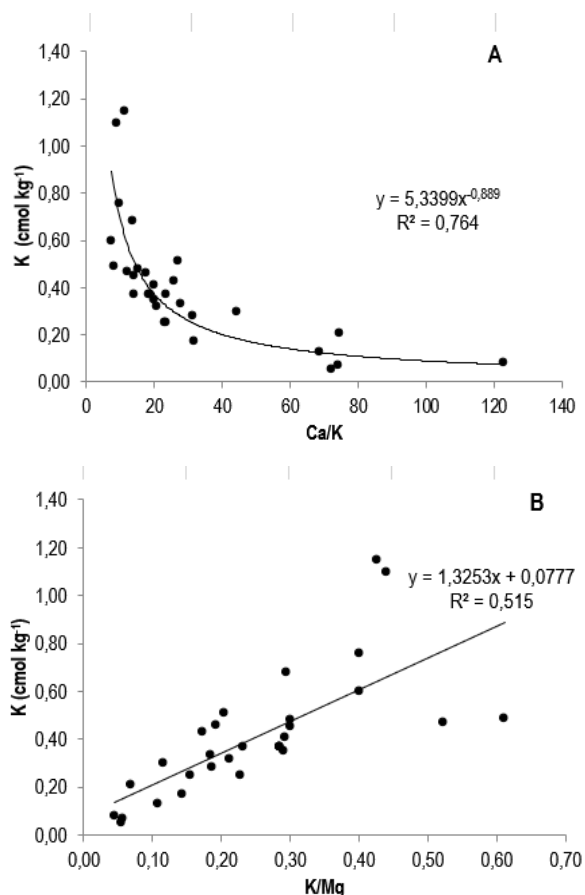 A
1,40
1,20
1,00
0,80
0,60
0,40
0,20
0,00
K (cmol kg⁻¹)
y = 5,3399x⁻⁰,⁸⁸⁹
R² = 0,764
0 20 40 60 80 100 120 140
Ca/K
B
1,40
1,20
1,00
0,80
0,60
0,40
0,20
0,00
K (cmol kg⁻¹)
y = 1,3253x + 0,0777
R² = 0,515
0,00 0,10 0,20 0,30 0,40 0,50 0,60 0,70
K/Mg